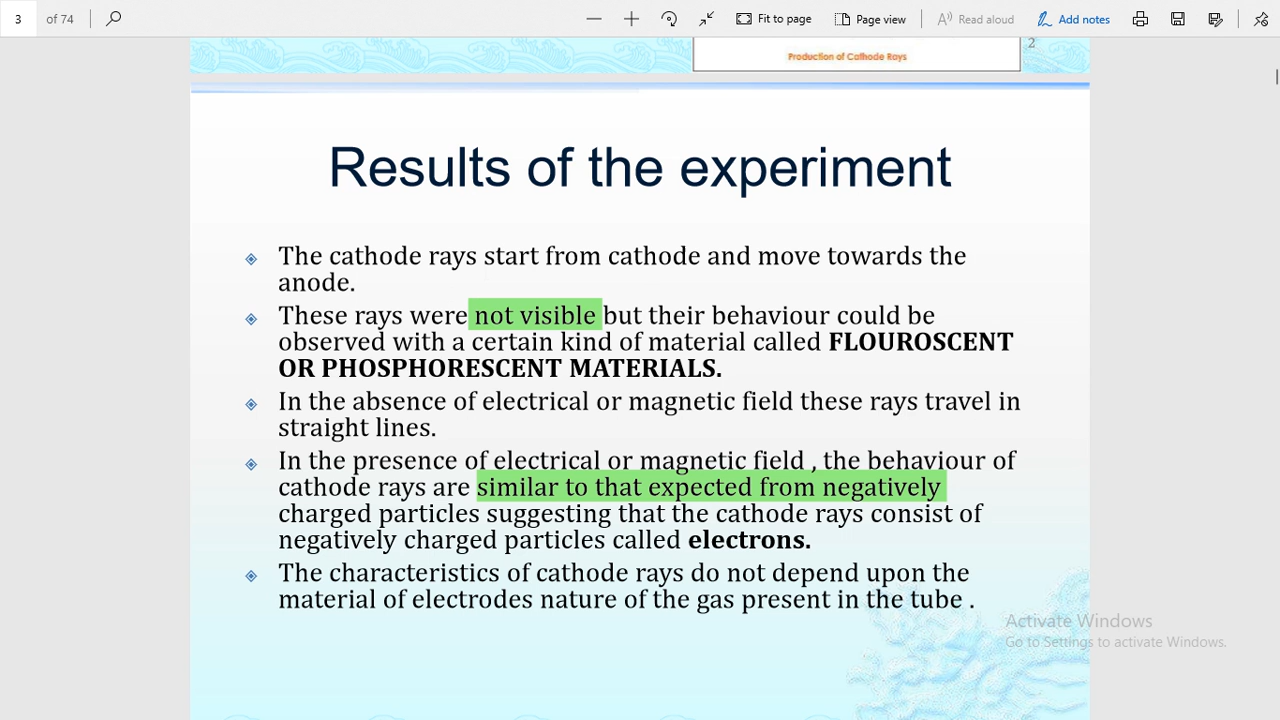 3 of 74 Fit to page Page view Read aloud Add notes
Production of Cathode Rays
2
Results of the experiment
The cathode rays start from cathode and move towards the
anode.
These rays were not visible but their behaviour could be
observed with a certain kind of material called FLOUROSCENT
OR PHOSPHORESCENT MATERIALS.
In the absence of electrical or magnetic field these rays travel in
straight lines.
In the presence of electrical or magnetic field , the behaviour of
cathode rays are similar to that expected from negatively
charged particles suggesting that the cathode rays consist of
negatively charged particles called electrons.
The characteristics of cathode rays do not depend upon the
material of electrodes nature of the gas present in the tube .
Activate Windows
Go to Settings to activate Windows.